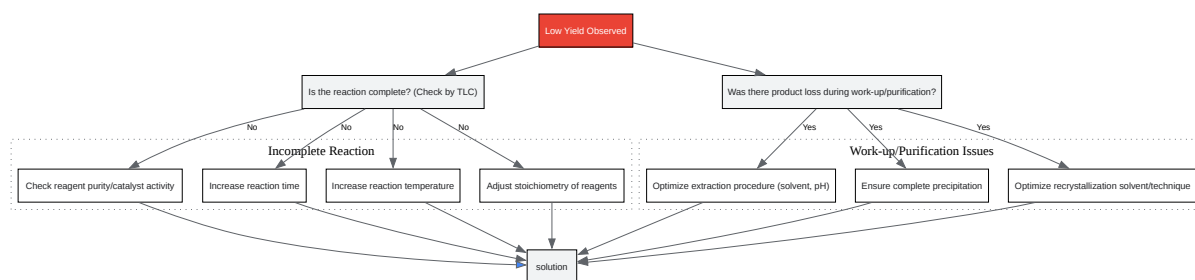 Low Yield Observed
Is the reaction complete? (Check by TLC)
Was there product loss during work-up/purification?
No
No
No
No
Yes
Yes
Yes
Incomplete Reaction
Work-up/Purification Issues
Check reagent purity/catalyst activity
Increase reaction time
Increase reaction temperature
Adjust stoichiometry of reagents
Optimize extraction procedure (solvent, pH)
Ensure complete precipitation
Optimize recrystallization solvent/technique
solution